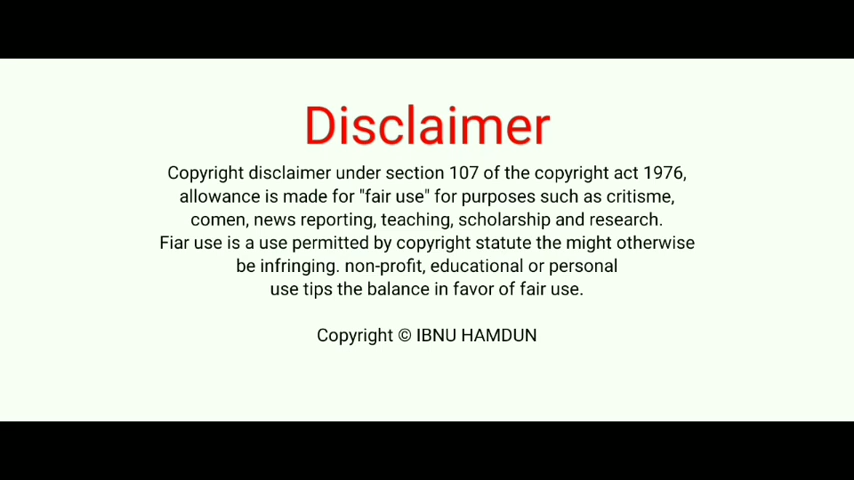 Disclaimer
Copyright disclaimer under section 107 of the copyright act 1976,
allowance is made for "fair use" for purposes such as critisme,
comen, news reporting, teaching, scholarship and research.
Fiar use is a use permitted by copyright statute the might otherwise
be infringing. non-profit, educational or personal
use tips the balance in favor of fair use.
Copyright © IBNU HAMDUN